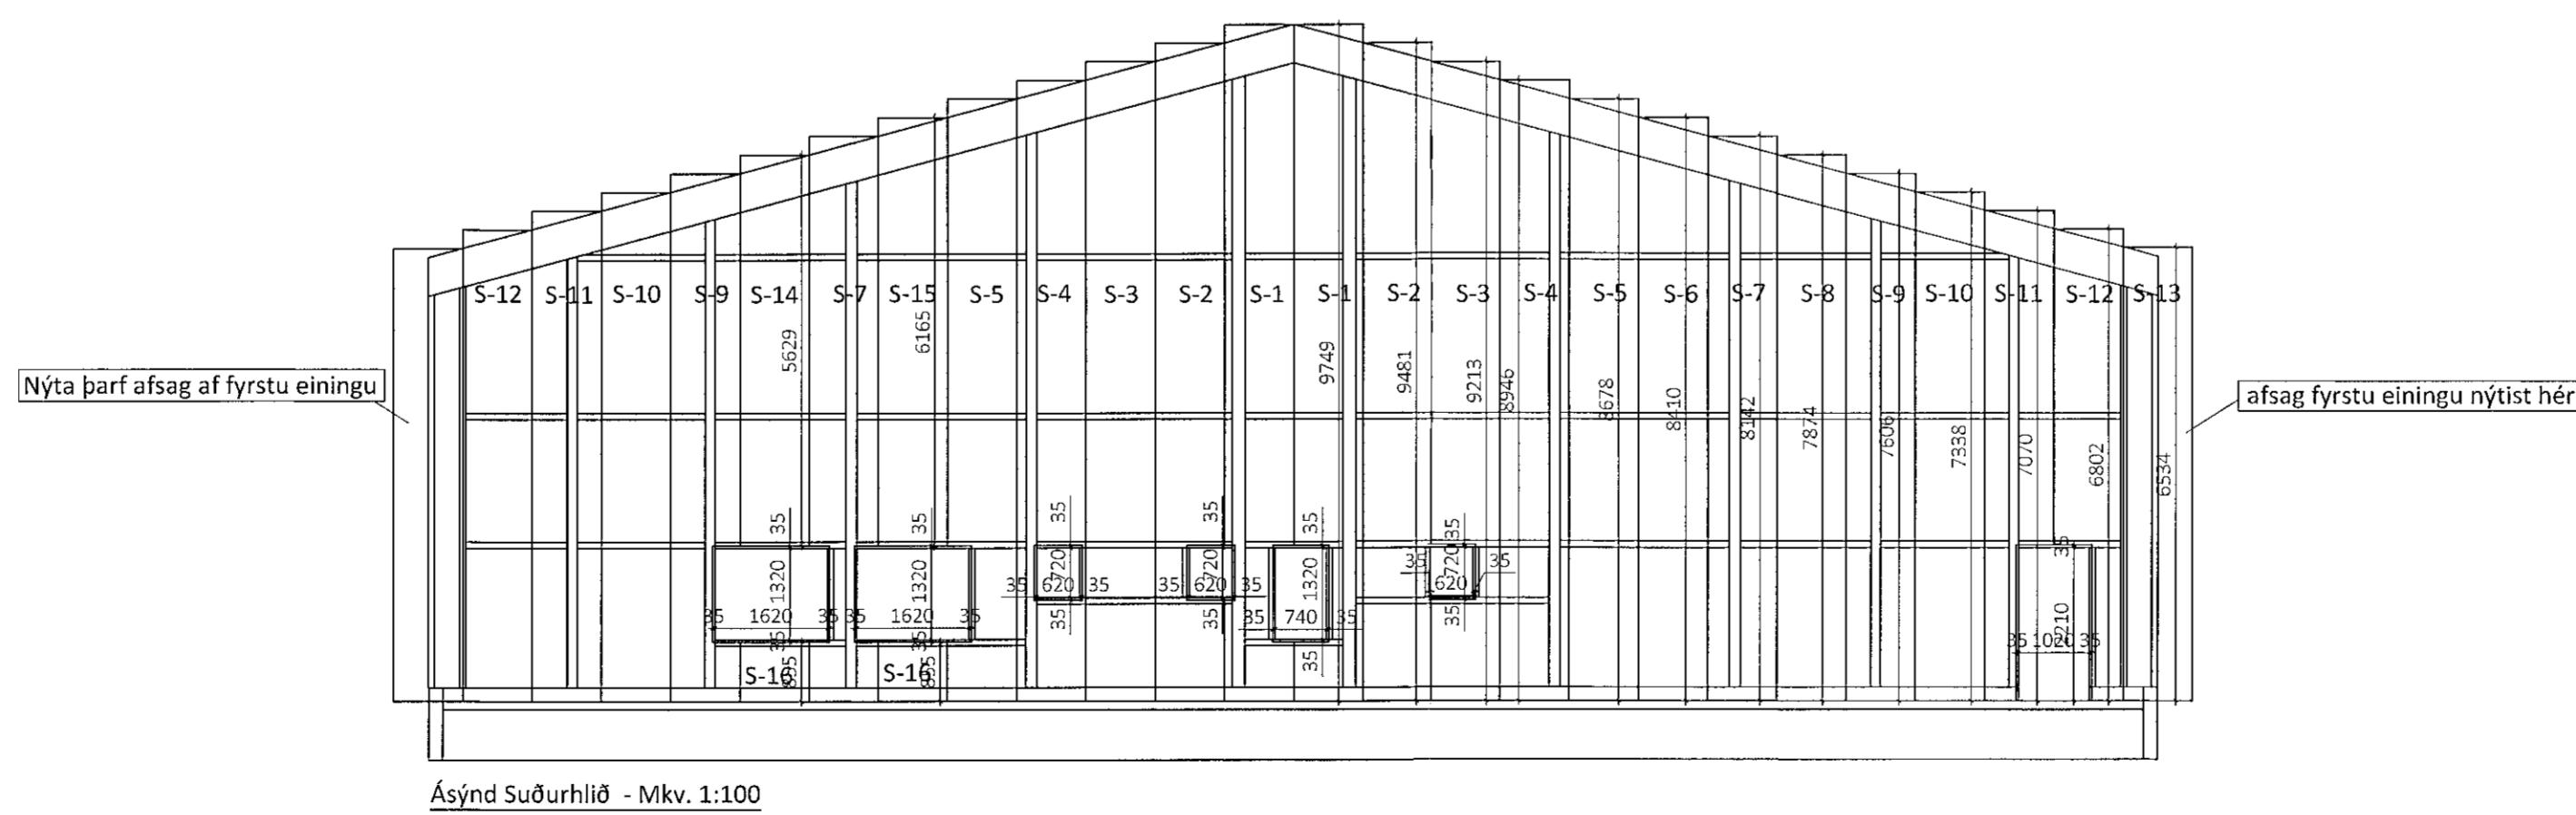 S-12 S-11 S-10 S-9 S-14 S-7 S-15 S-5 S-4 S-3 S-2 S-1 S-1 S-2 S-3 S-4 S-5 S-6 S-7 S-8 S-9 S-10 S-11 S-12 S-13
5629 6165 9749 9481 9213 8946 8678 8410 8142 7874 7606 7338 7070 6802 6534
Nýta þarf afsag af fyrstu einingu
afsag fyrstu einingu nýtist hér
35 35 35 35 35 35 35
1320 1320 720 720 1320 720 2210
35 620 35 35 620 35 35 620 35
35 1620 35 35 1620 35 35 740 35 35 1020 35
35 35 35 35 35 35
S-16 S-16
Ásýnd Suðurhlið - Mkv. 1:100